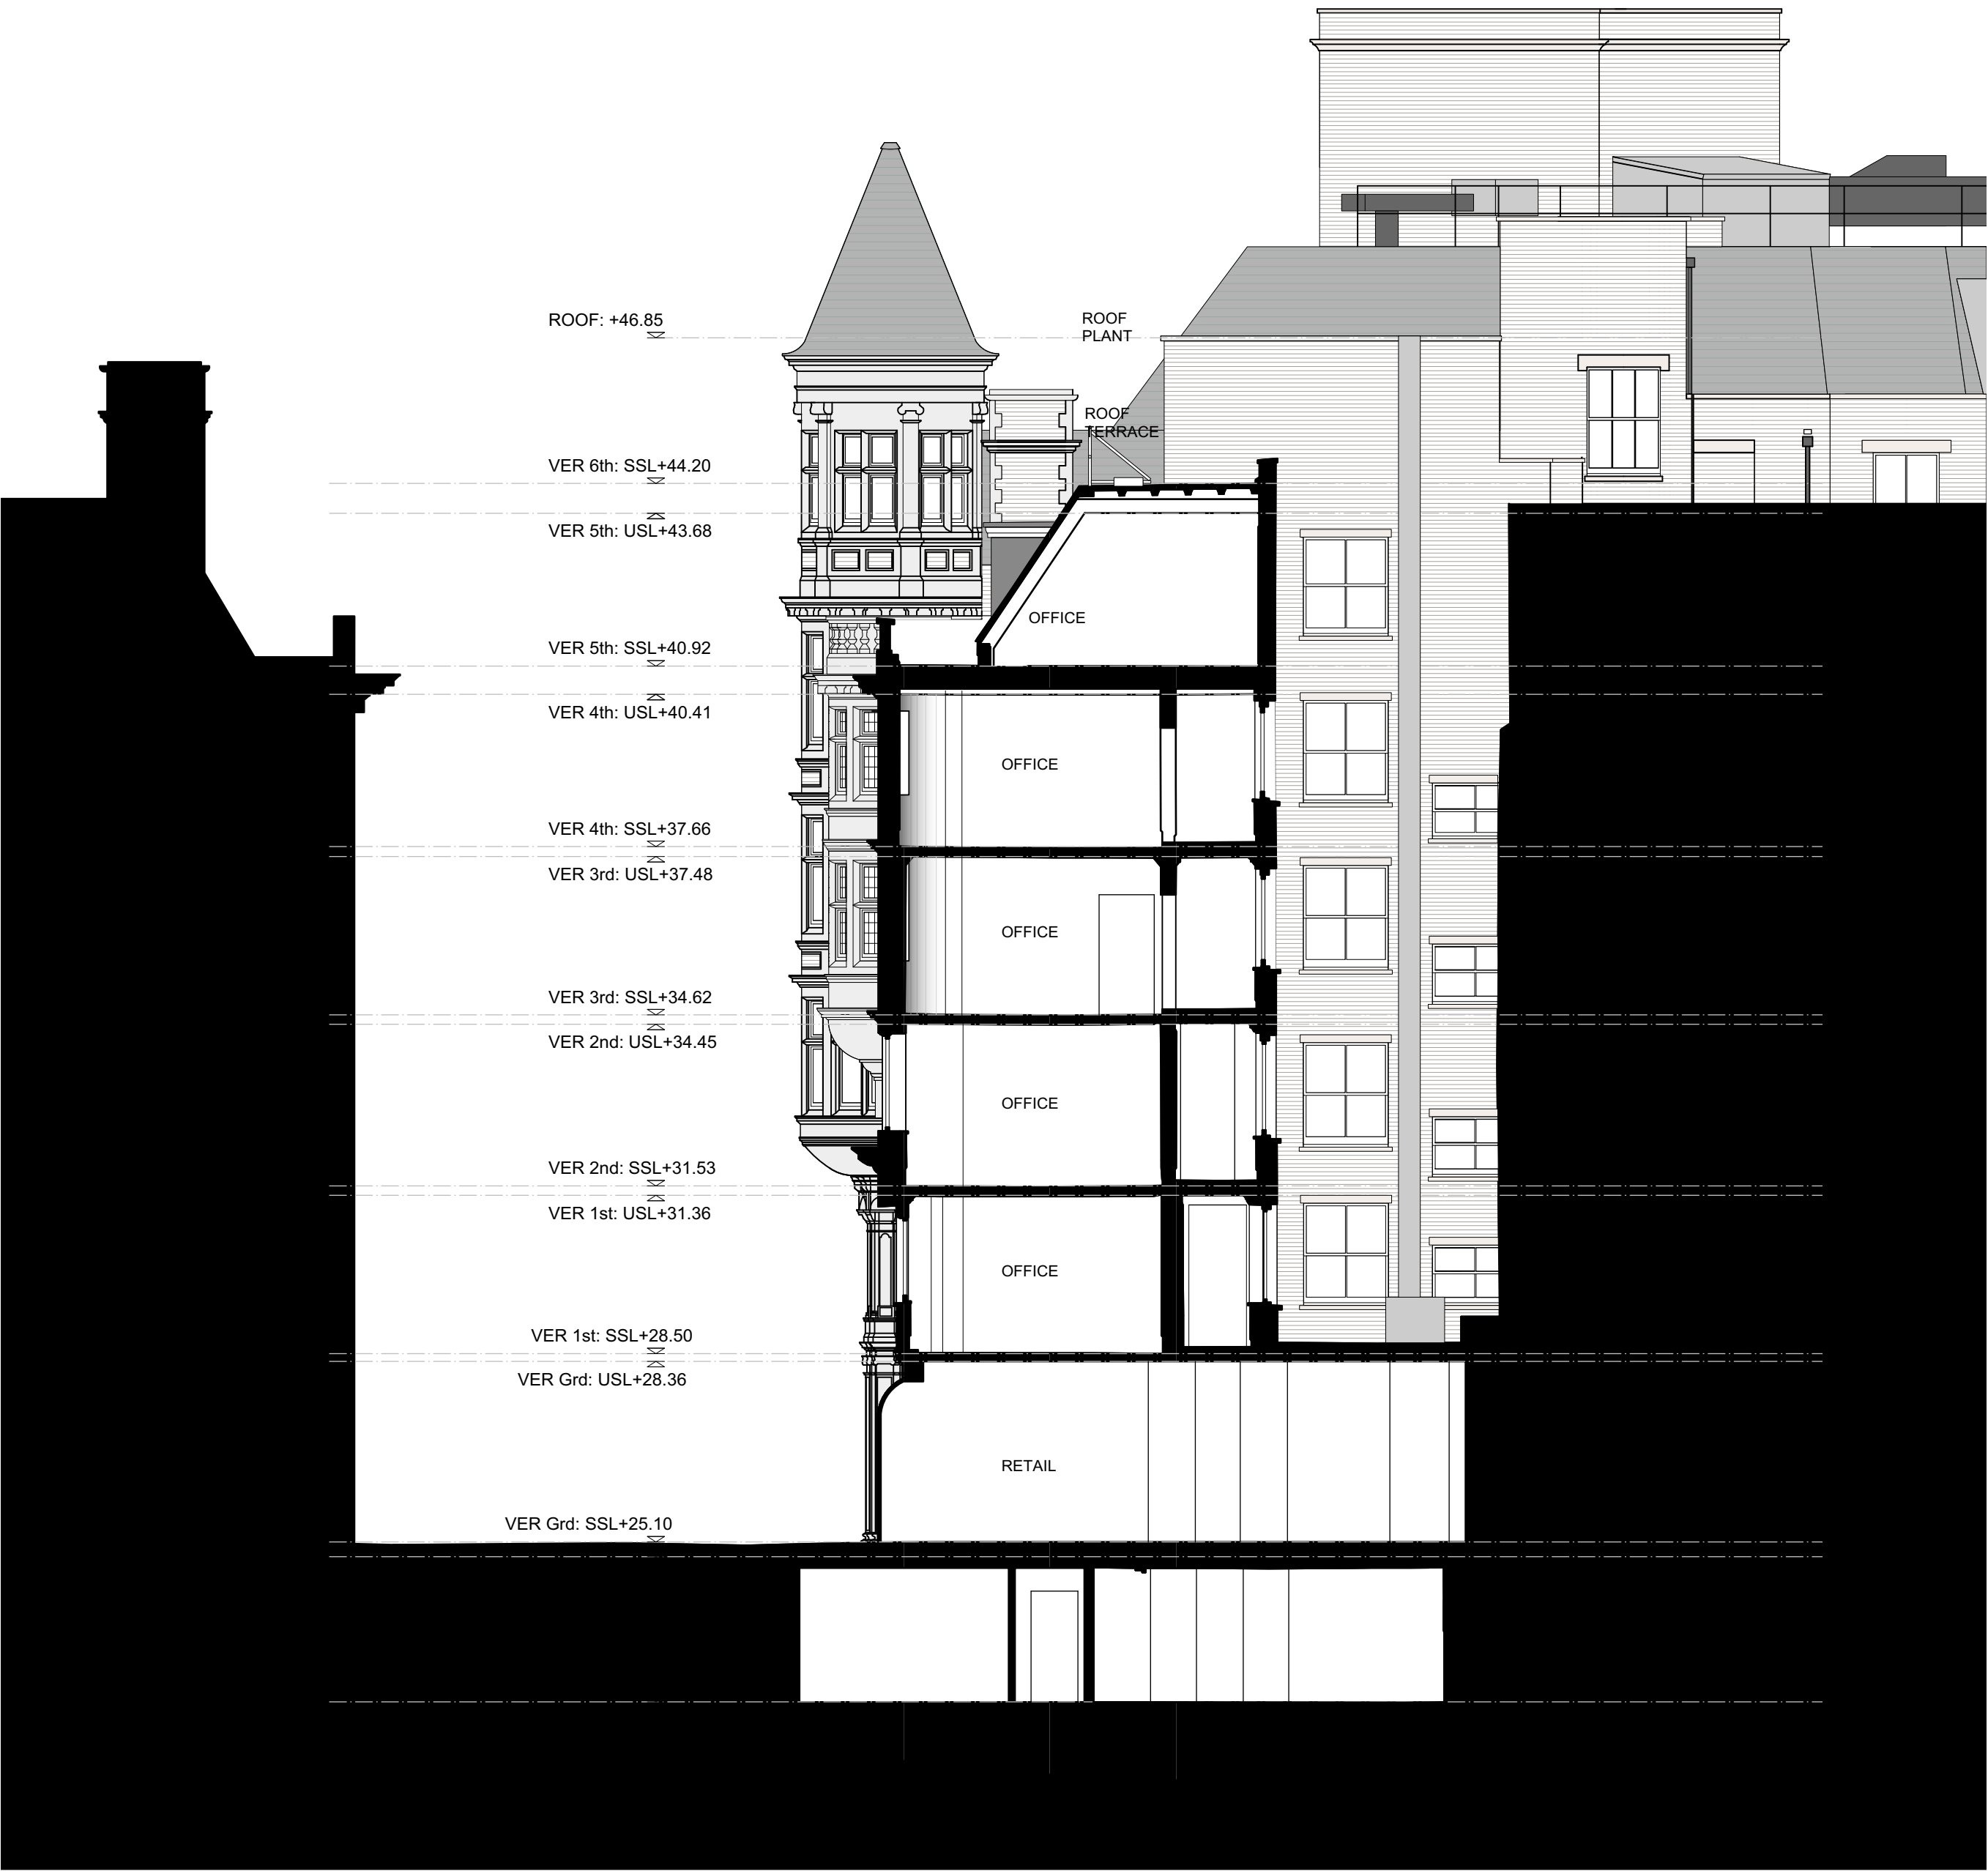 ROOF: +46.85
ROOF
PLANT
ROOF
TERRACE
VER 6th: SSL+44.20
VER 5th: USL+43.68
OFFICE
VER 5th: SSL+40.92
VER 4th: USL+40.41
OFFICE
VER 4th: SSL+37.66
VER 3rd: USL+37.48
OFFICE
VER 3rd: SSL+34.62
VER 2nd: USL+34.45
OFFICE
VER 2nd: SSL+31.53
VER 1st: USL+31.36
OFFICE
VER 1st: SSL+28.50
VER Grd: USL+28.36
RETAIL
VER Grd: SSL+25.10